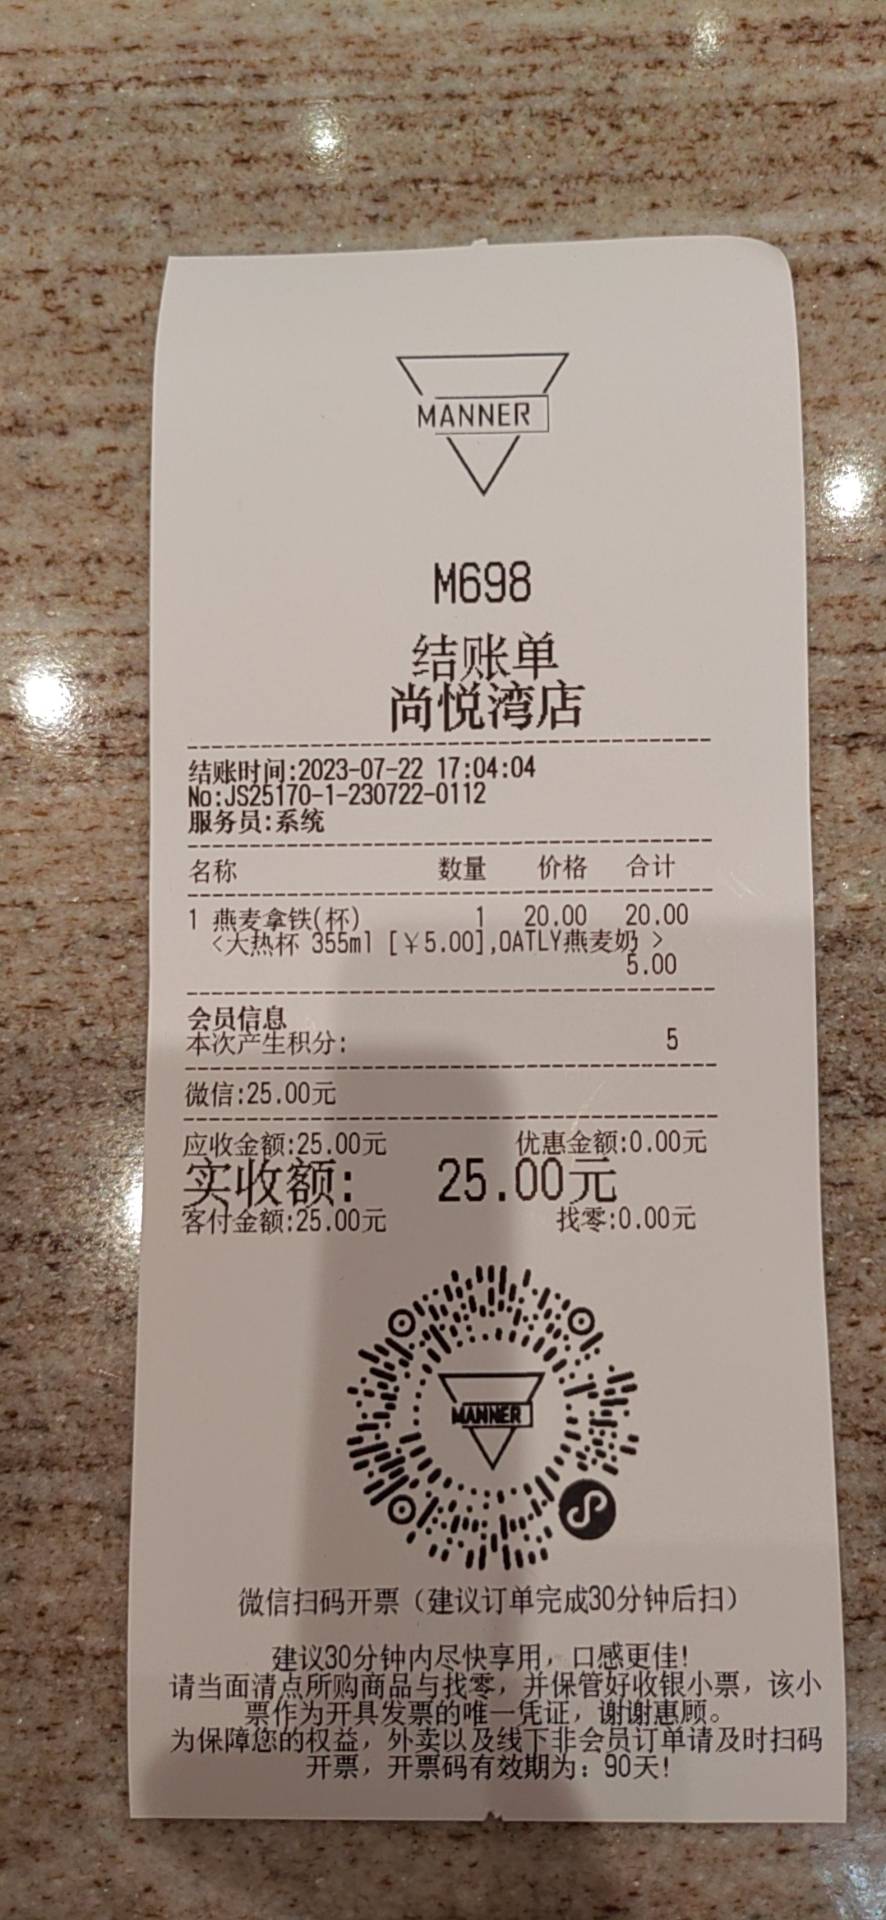 MANNER
M698
结账单
尚悦湾店
结账时间:2023-07-22 17:04:04
No:JS25170-1-230722-0112
服务员:系统
名称 数量 价格 合计
1 燕麦拿铁(杯) 1 20.00 20.00
<大热杯 355ml [￥5.00],OATLY燕麦奶 >
5.00
会员信息
本次产生积分: 5
微信:25.00元
应收金额:25.00元 优惠金额:0.00元
实收额: 25.00元
客付金额:25.00元 找零:0.00元
MANNER
微信扫码开票（建议订单完成30分钟后扫）
建议30分钟内尽快享用，口感更佳!
请当面清点所购商品与找零，并保管好收银小票，该小
票作为开具发票的唯一凭证，谢谢惠顾。
为保障您的权益，外卖以及线下非会员订单请及时扫码
开票，开票码有效期为：90天!